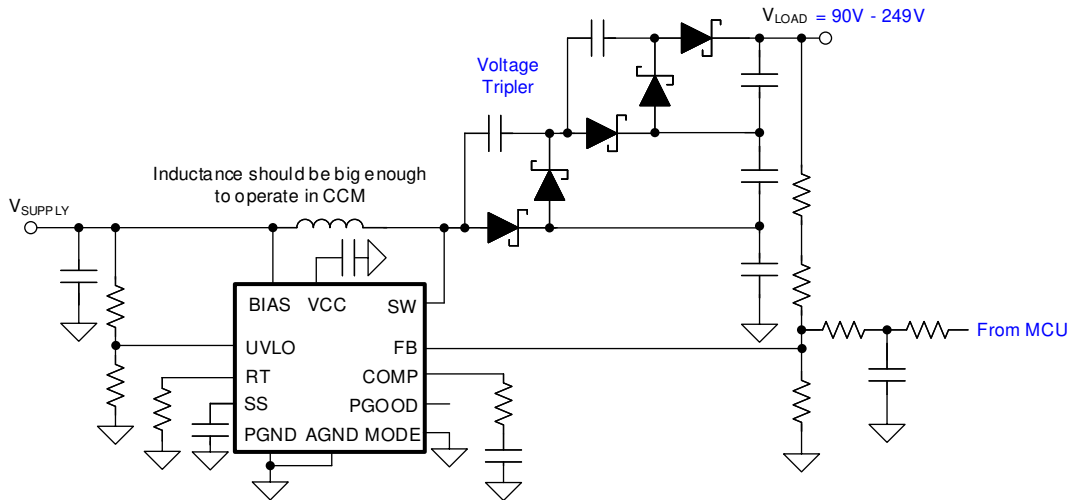 VLOAD = 90V - 249V
Voltage
Tripler
Inductance should be big enough
to operate in CCM
VSUPPLY
BIAS VCC SW
UVLO FB
RT COMP
SS PGOOD
PGND AGND MODE
From MCU